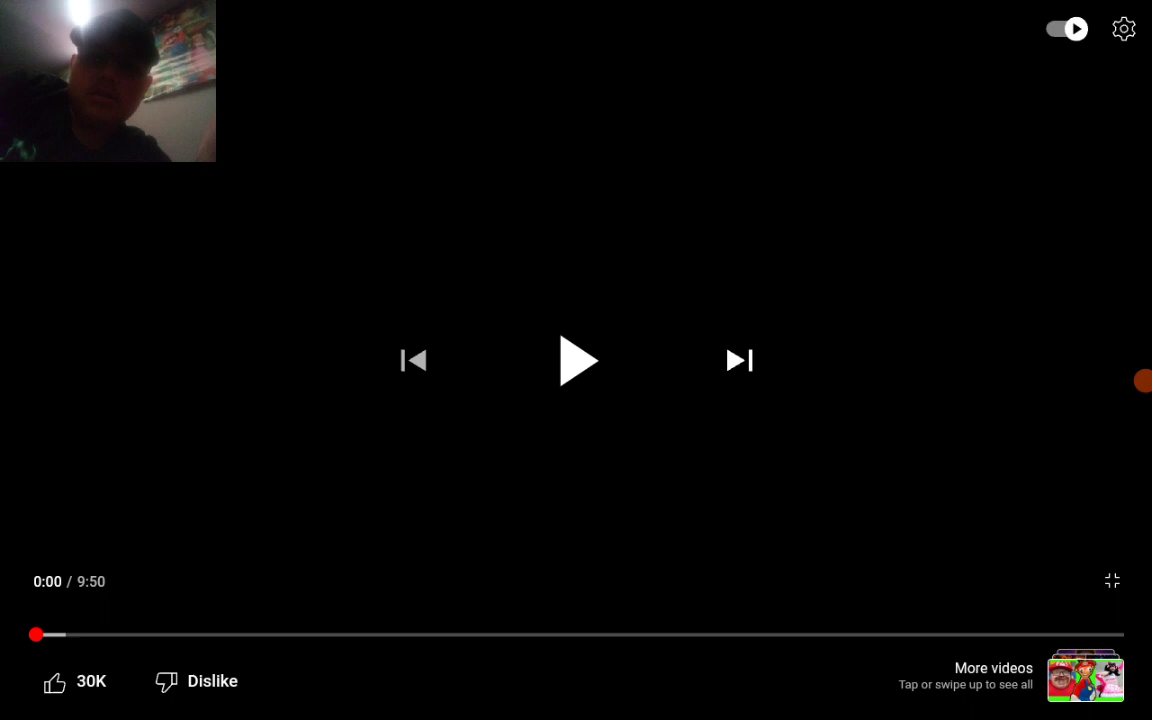 0:00 / 9:50
30K
Dislike
More videos
Tap or swipe up to see all